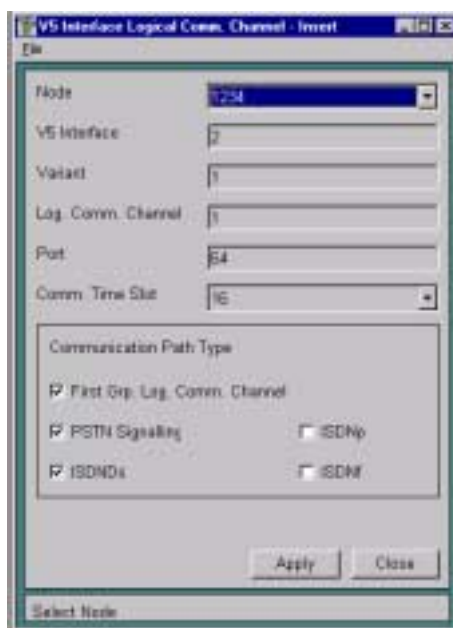 V5 Interface Logical Comm. Channel - Insert
File
Node 1234
V5 Interface 2
Variant 1
Log. Comm. Channel 1
Port 64
Comm. Time Slot 16
Communication Path Type
First Grp. Log. Comm. Channel
PSTN Signalling ISDNp
ISDNDs ISDNf
Apply Close
Select Node